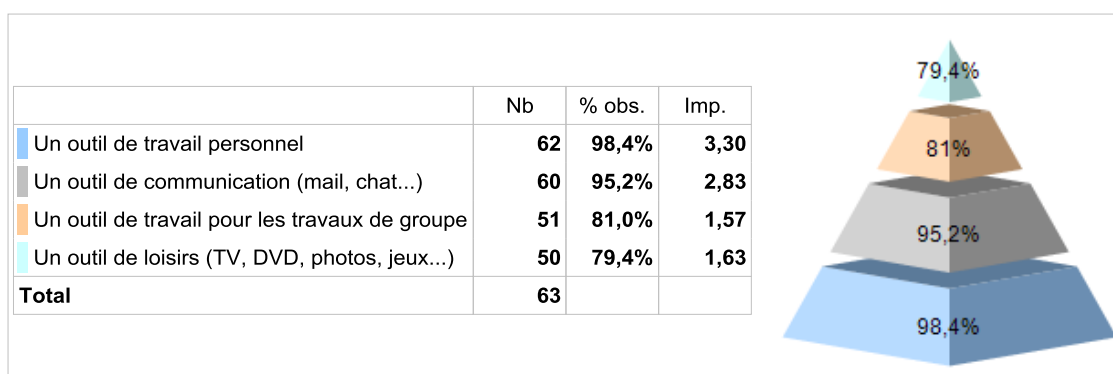 Nb % obs. Imp.
Un outil de travail personnel 62 98,4% 3,30
Un outil de communication (mail, chat...) 60 95,2% 2,83
Un outil de travail pour les travaux de groupe 51 81,0% 1,57
Un outil de loisirs (TV, DVD, photos, jeux...) 50 79,4% 1,63
Total 63
79,4%
81%
95,2%
98,4%